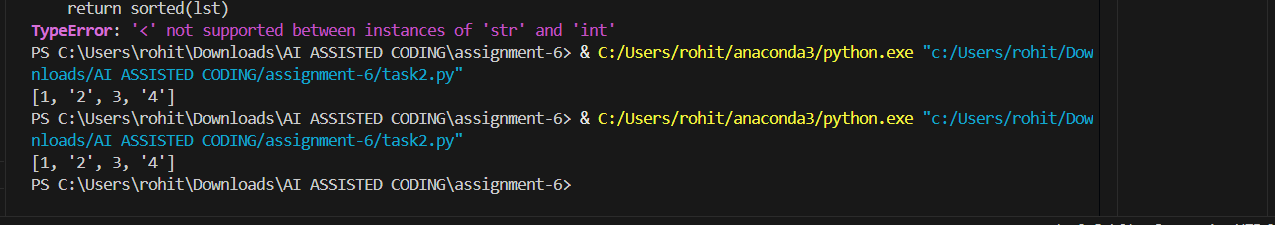 return sorted(lst)
TypeError: '<' not supported between instances of 'str' and 'int'
PS C:\Users\rohit\Downloads\AI ASSISTED CODING\assignment-6> & C:/Users/rohit/anaconda3/python.exe "c:/Users/rohit/Dow
nloads/AI ASSISTED CODING/assignment-6/task2.py"
[1, '2', 3, '4']
PS C:\Users\rohit\Downloads\AI ASSISTED CODING\assignment-6> & C:/Users/rohit/anaconda3/python.exe "c:/Users/rohit/Dow
nloads/AI ASSISTED CODING/assignment-6/task2.py"
[1, '2', 3, '4']
PS C:\Users\rohit\Downloads\AI ASSISTED CODING\assignment-6>